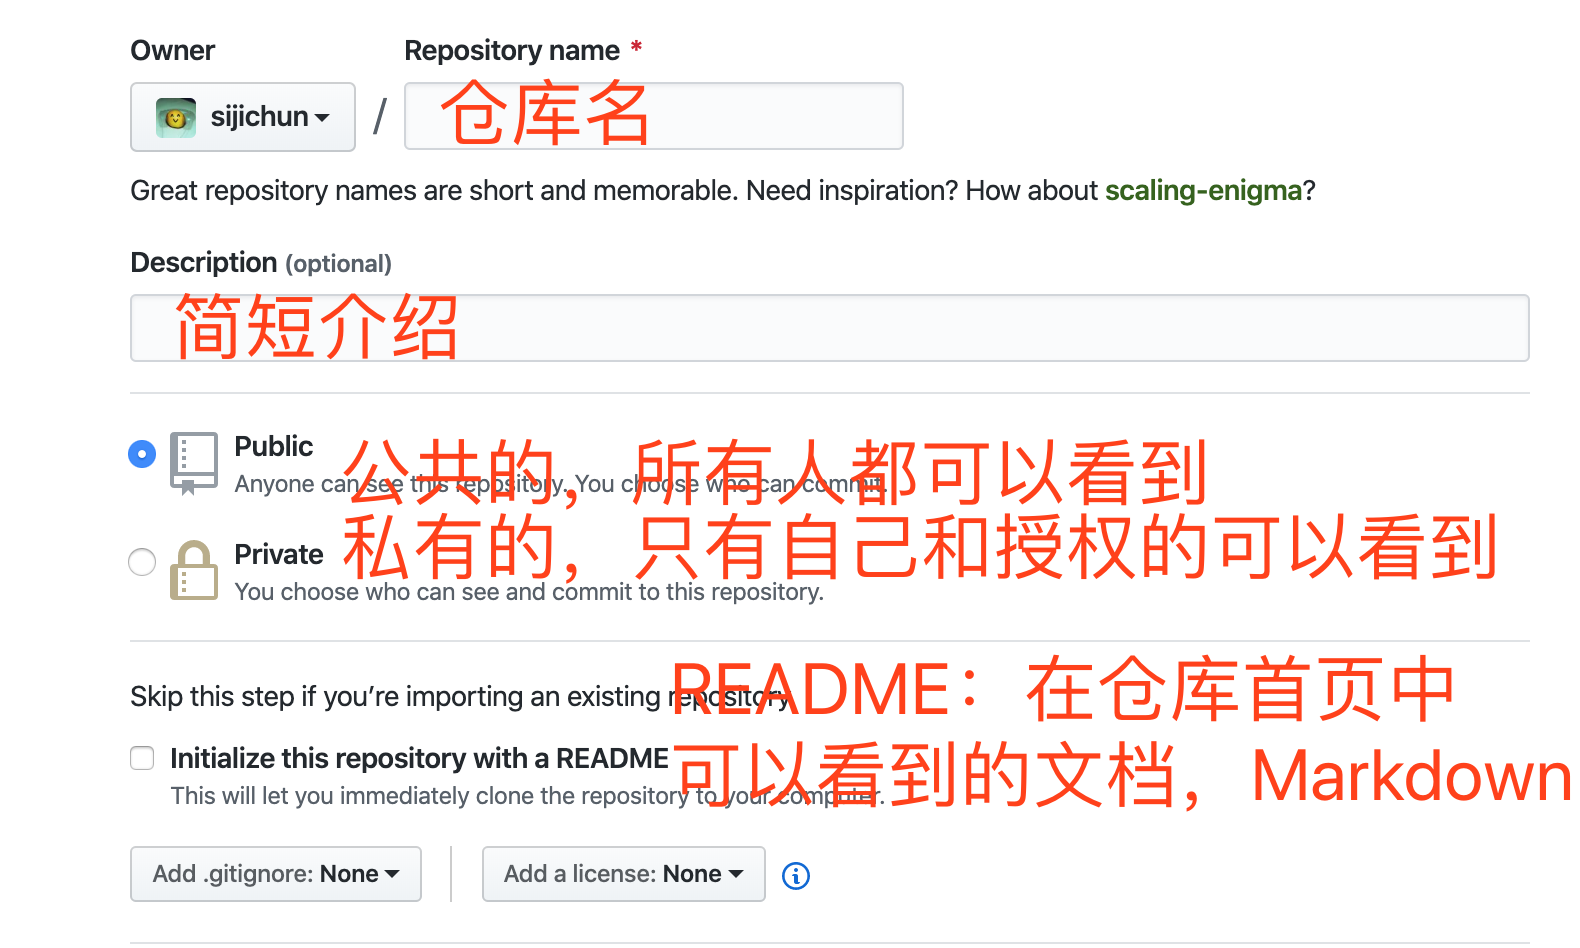 Owner
Repository name *
sijichun / 仓库名
Great repository names are short and memorable. Need inspiration? How about scaling-enigma?
Description (optional)
简短介绍
Public
公共的，所有人都可以看到
Anyone can see this repository. You choose who can commit.
私有的，只有自己和授权的可以看到
Private
You choose who can see and commit to this repository.
README：在仓库首页中
Skip this step if you’re importing an existing repository.
可以看到的文档，Markdown
Initialize this repository with a README
This will let you immediately clone the repository to your computer.
Add .gitignore: None
Add a license: None